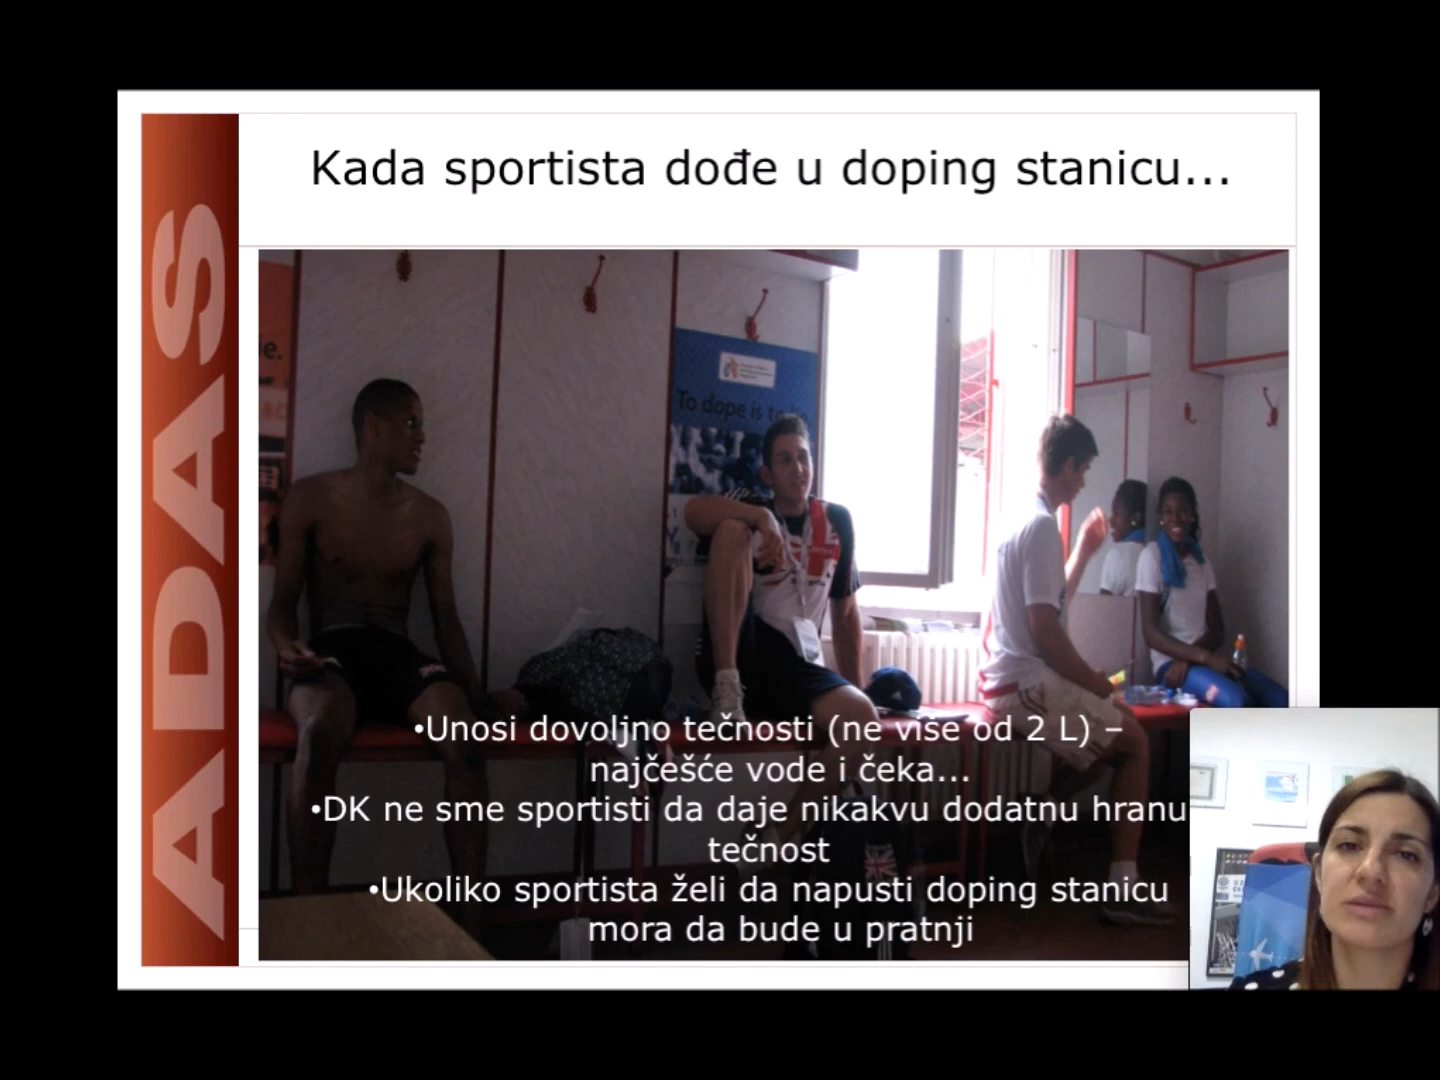 Kada sportista dođe u doping stanicu...
ADAS
To dope is to
•Unosi dovoljno tečnosti (ne više od 2 L) –
najčešće vode i čeka...
•DK ne sme sportisti da daje nikakvu dodatnu hranu
tečnost
•Ukoliko sportista želi da napusti doping stanicu
mora da bude u pratnji